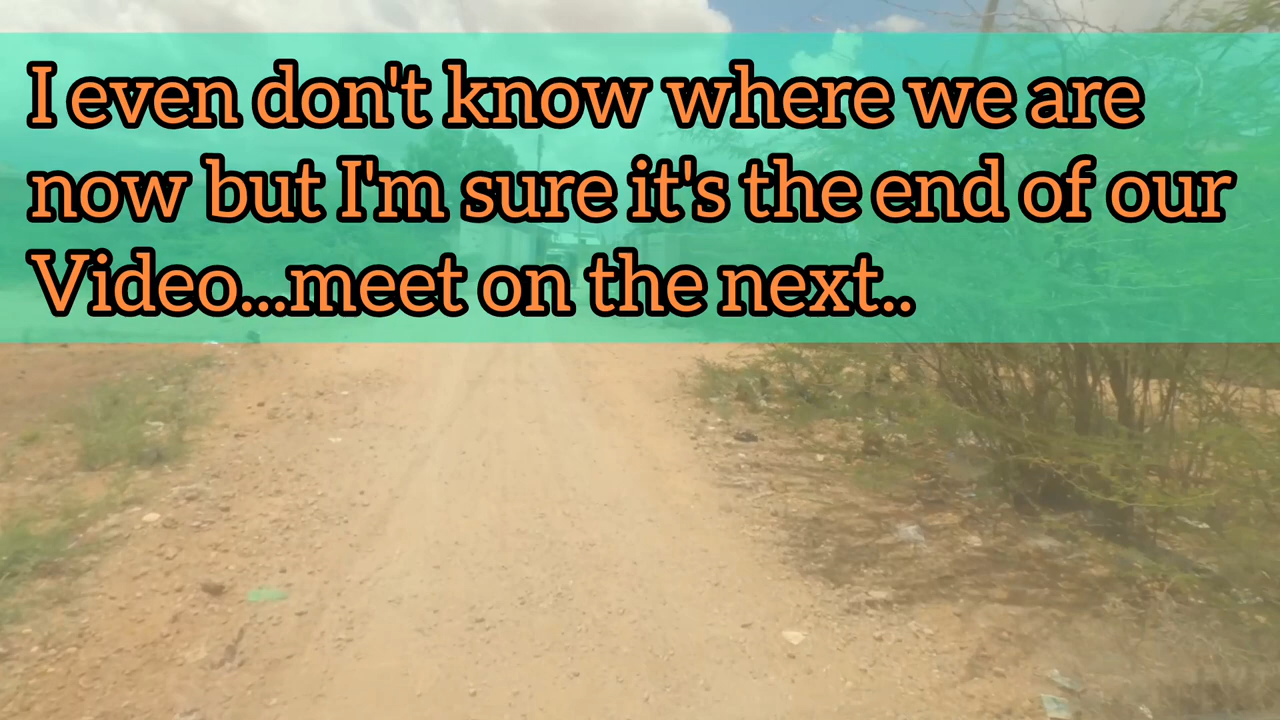 I even don't know where we are
now but I'm sure it's the end of our
Video...meet on the next..